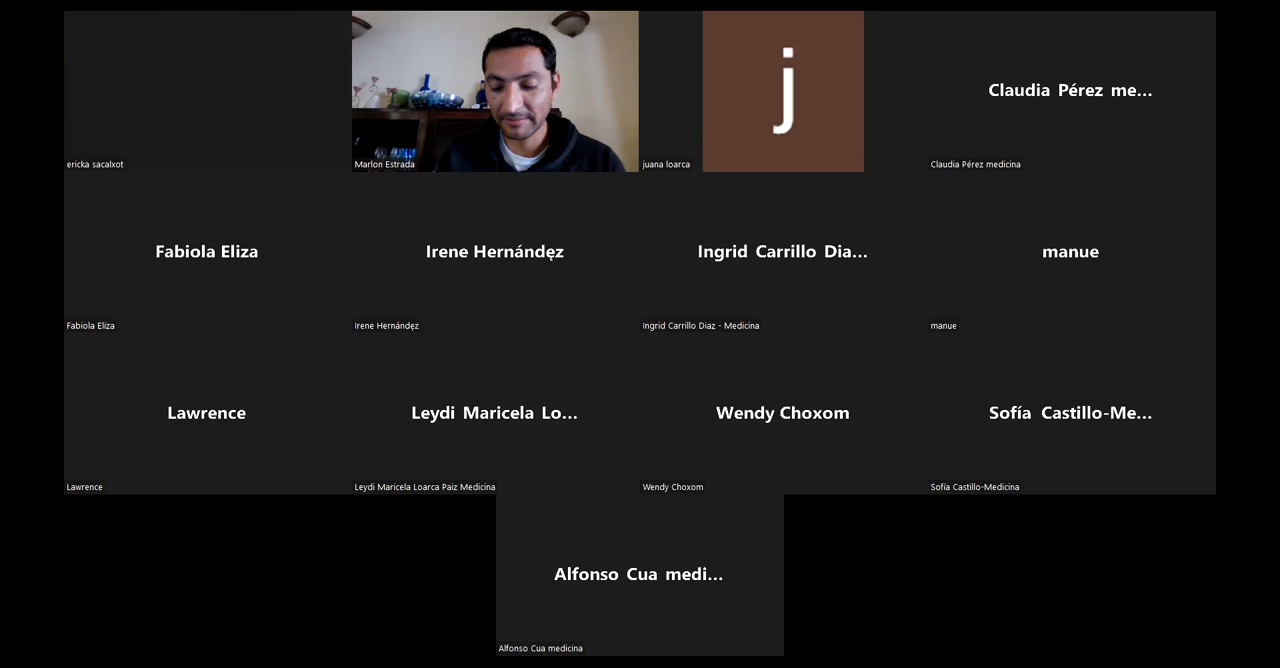 ericka sacalxot
Marlon Estrada
j
juana loarca
Claudia Pérez me...
Claudia Pérez medicina
Fabiola Eliza
Fabiola Eliza
Irene Hernández
Irene Hernández
Ingrid Carrillo Dia...
Ingrid Carrillo Diaz - Medicina
manue
manue
Lawrence
Lawrence
Leydi Maricela Lo...
Leydi Maricela Loarca Paiz Medicina
Wendy Choxom
Wendy Choxom
Sofía Castillo-Me...
Sofía Castillo-Medicina
Alfonso Cua medi...
Alfonso Cua medicina